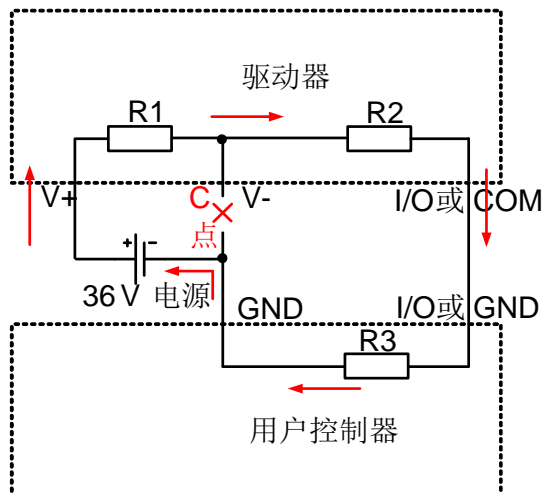 驱动器
R1
R2
V+
C
点
V-
I/O或 COM
+ -
36V 电源
GND
I/O或 GND
R3
用户控制器